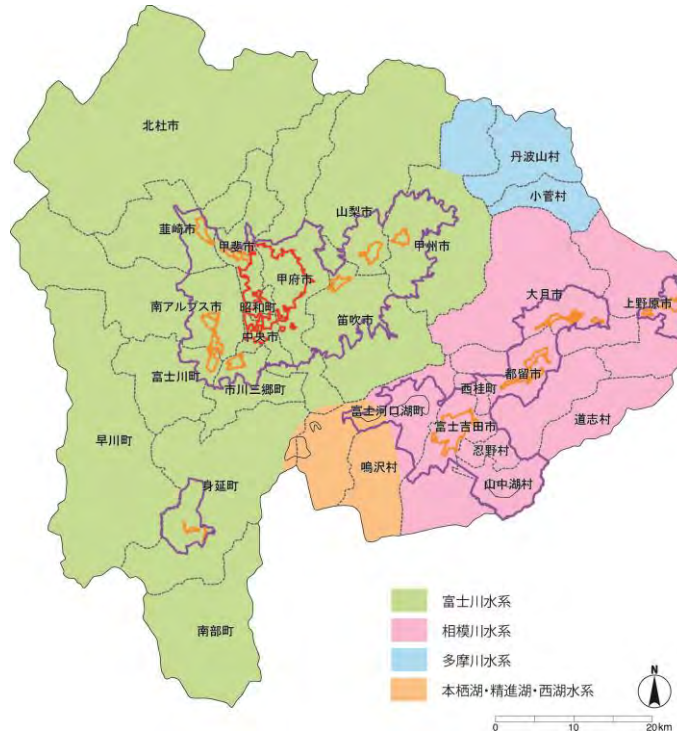 北杜市
丹波山村
小菅村
山梨市
韮崎市
甲斐市
甲州市
甲府市
大月市
上野原市
南アルプス市
昭和町
笛吹市
中央市
富士川町
市川三郷町
西桂町
都留市
富士河口湖町
道志村
早川町
富士吉田市
忍野村
鳴沢村
山中湖村
身延町
南部町
富士川水系
相模川水系
多摩川水系
本栖湖・精進湖・西湖水系
N
0 10 20km